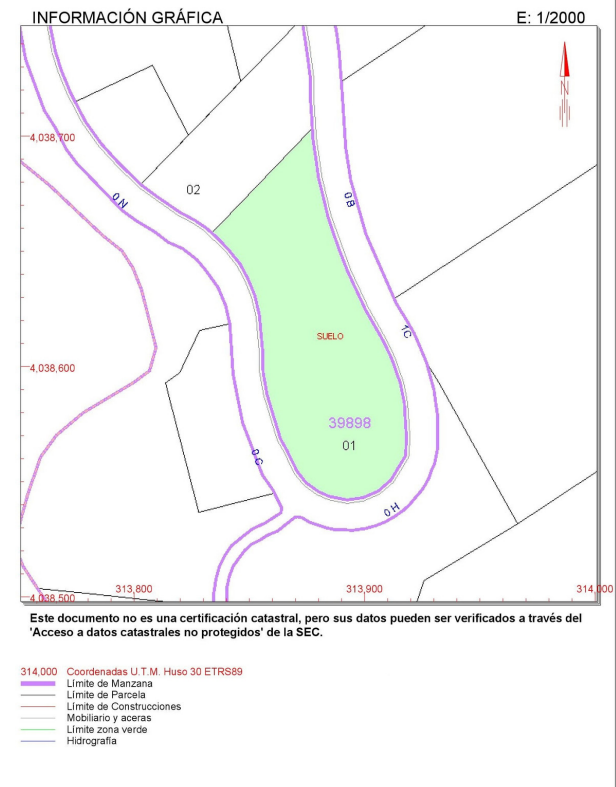 INFORMACIÓN GRÁFICA
E: 1/2000
N
4,038,700
0 N
02
0 B
SUELO
1C
4,038,600
39898
01
0 C
0 H
313,800
313,900
314,000
4,038,500
Este documento no es una certificación catastral, pero sus datos pueden ser verificados a través del
'Acceso a datos catastrales no protegidos' de la SEC.
314,000 Coordenadas U.T.M. Huso 30 ETRS89
Límite de Manzana
Límite de Parcela
Límite de Construcciones
Mobiliario y aceras
Límite zona verde
Hidrografía